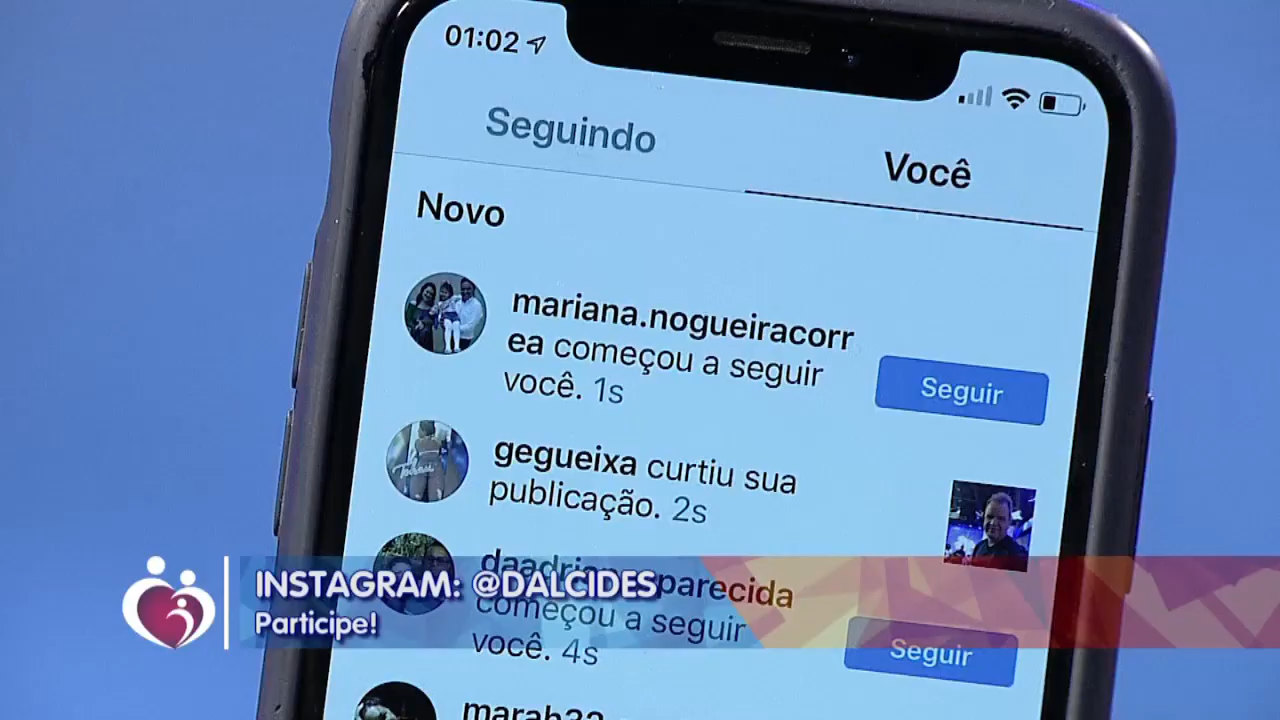 01:02
Seguindo
Você
Novo
mariana.nogueiracorr
ea começou a seguir
você. 1s
Seguir
gegueixa curtiu sua
publicação. 2s
começou a seguir
você. 4s
Seguir
INSTAGRAM: @DALCIDES
Participe!